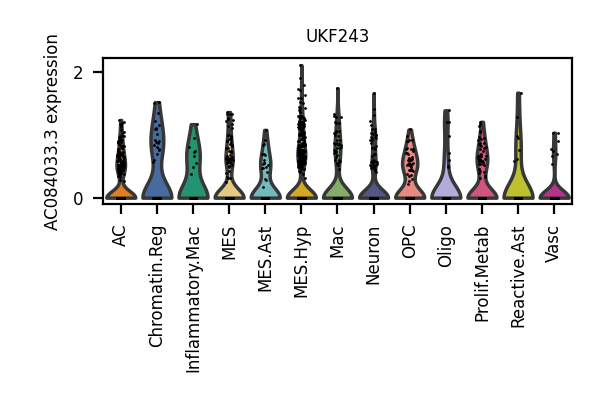 UKF243
AC084033.3 expression
2
0
AC
Chromatin.Reg
Inflammatory.Mac
MES
MES.Ast
MES.Hyp
Mac
Neuron
OPC
Oligo
Prolif.Metab
Reactive.Ast
Vasc